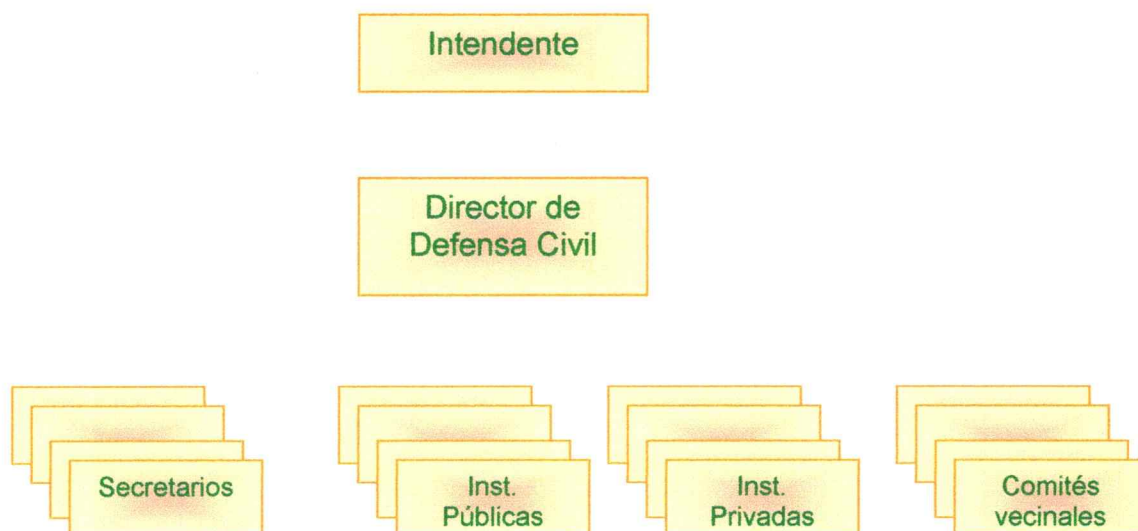 Intendente
Director de
Defensa Civil
Secretarios
Inst.
Públicas
Inst.
Privadas
Comités
vecinales